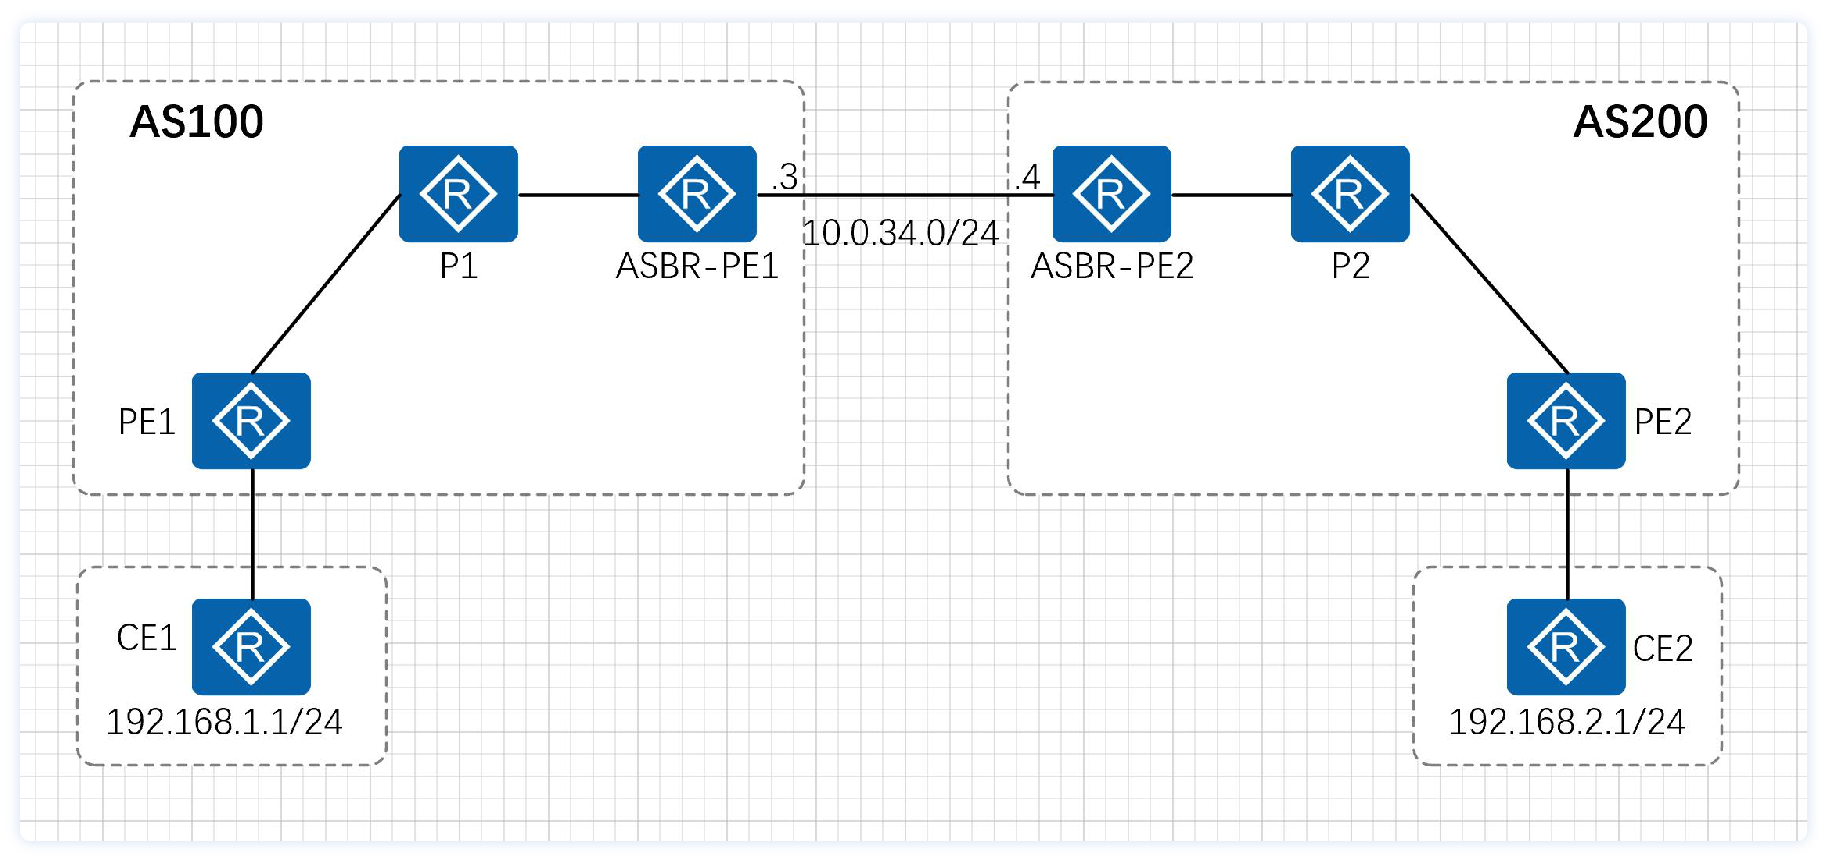 AS100
AS200
R
R
.3
.4
R
R
10.0.34.0/24
P1
ASBR-PE1
ASBR-PE2
P2
PE1
R
R
PE2
CE1
R
R
CE2
192.168.1.1/24
192.168.2.1/24